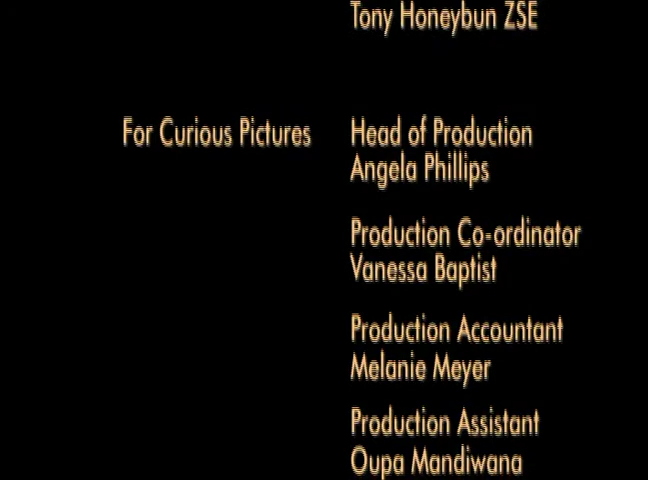 Tony Honeybun ZSE
For Curious Pictures
Head of Production
Angela Phillips
Production Co-ordinator
Vanessa Baptist
Production Accountant
Melanie Meyer
Production Assistant
Oupa Mandiwana